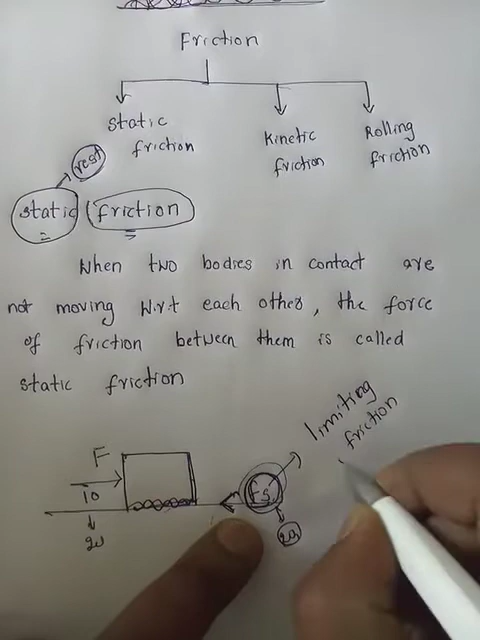 Friction
Static
friction
Kinetic
friction
Rolling
friction
rest
static friction
When two bodies in contact are
not moving w.r.t each other, the force
of friction between them is called
static friction
limiting
friction
F
10
fs
20
20